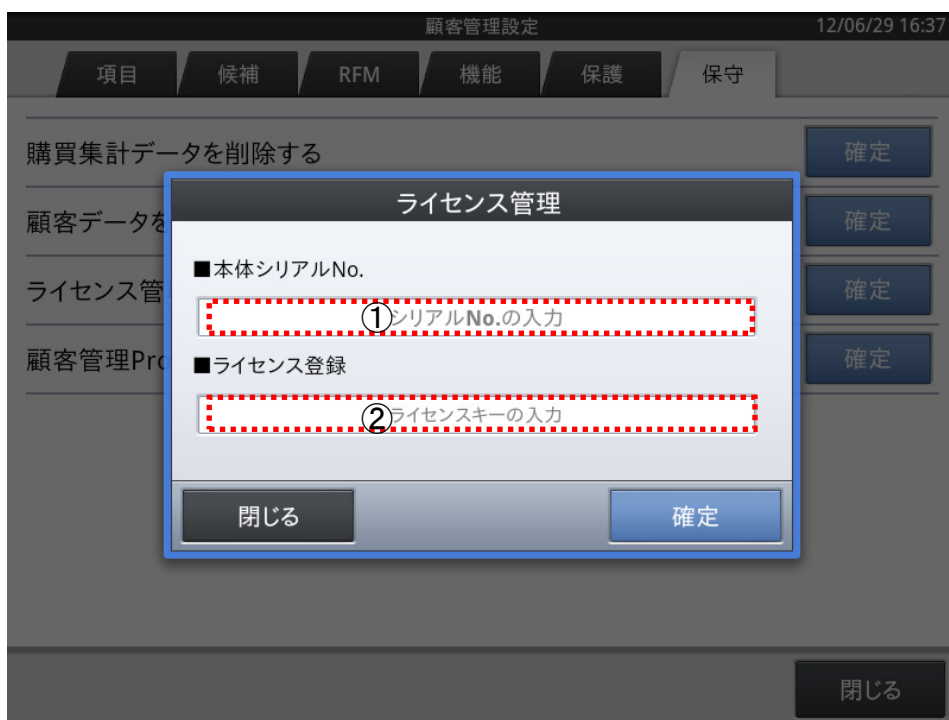 顧客管理設定 12/06/29 16:37
項目 候補 RFM 機能 保護 保守
購買集計データを削除する 確定
顧客データを 確定
ライセンス管 確定
顧客管理Pro 確定
ライセンス管理
■本体シリアルNo.
①シリアルNo.の入力
■ライセンス登録
②ライセンスキーの入力
閉じる 確定
閉じる